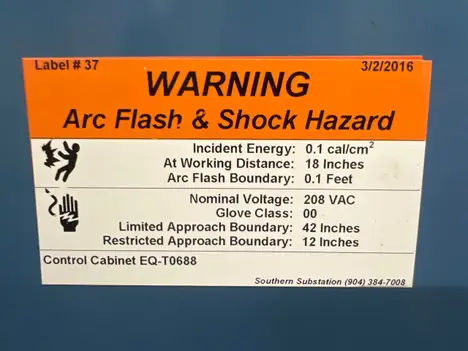 Label # 37 3/2/2016
WARNING
Arc Flash & Shock Hazard
Incident Energy: 0.1 cal/cm²
At Working Distance: 18 Inches
Arc Flash Boundary: 0.1 Feet
Nominal Voltage: 208 VAC
Glove Class: 00
Limited Approach Boundary: 42 Inches
Restricted Approach Boundary: 12 Inches
Control Cabinet EQ-T0688
Southern Substation (904) 384-7008